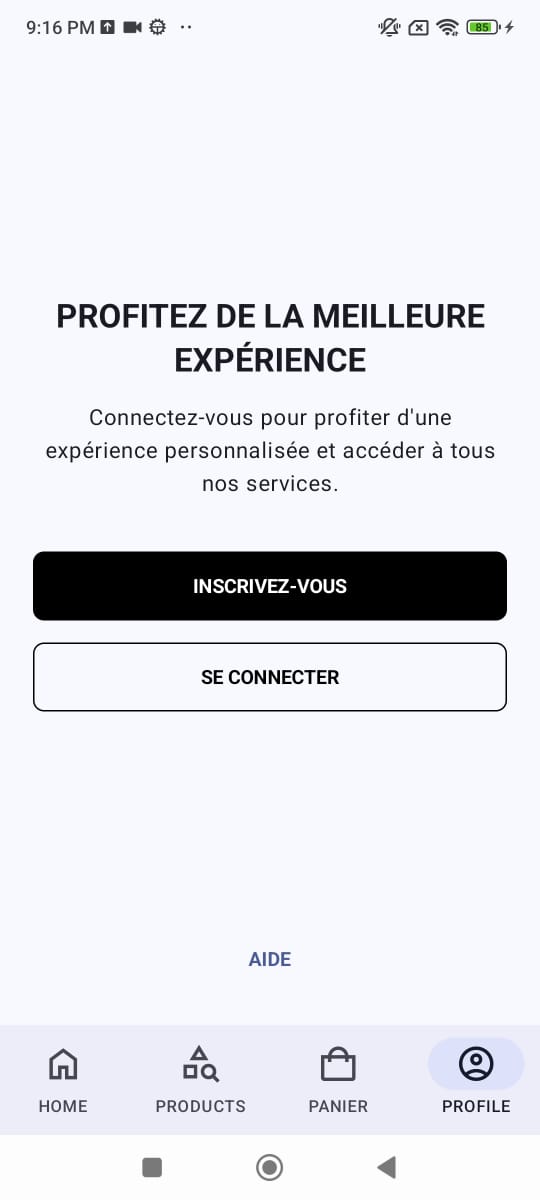 9:16 PM
85
PROFITEZ DE LA MEILLEURE
EXPÉRIENCE
Connectez-vous pour profiter d'une
expérience personnalisée et accéder à tous
nos services.
INSCRIVEZ-VOUS
SE CONNECTER
AIDE
HOME
PRODUCTS
PANIER
PROFILE